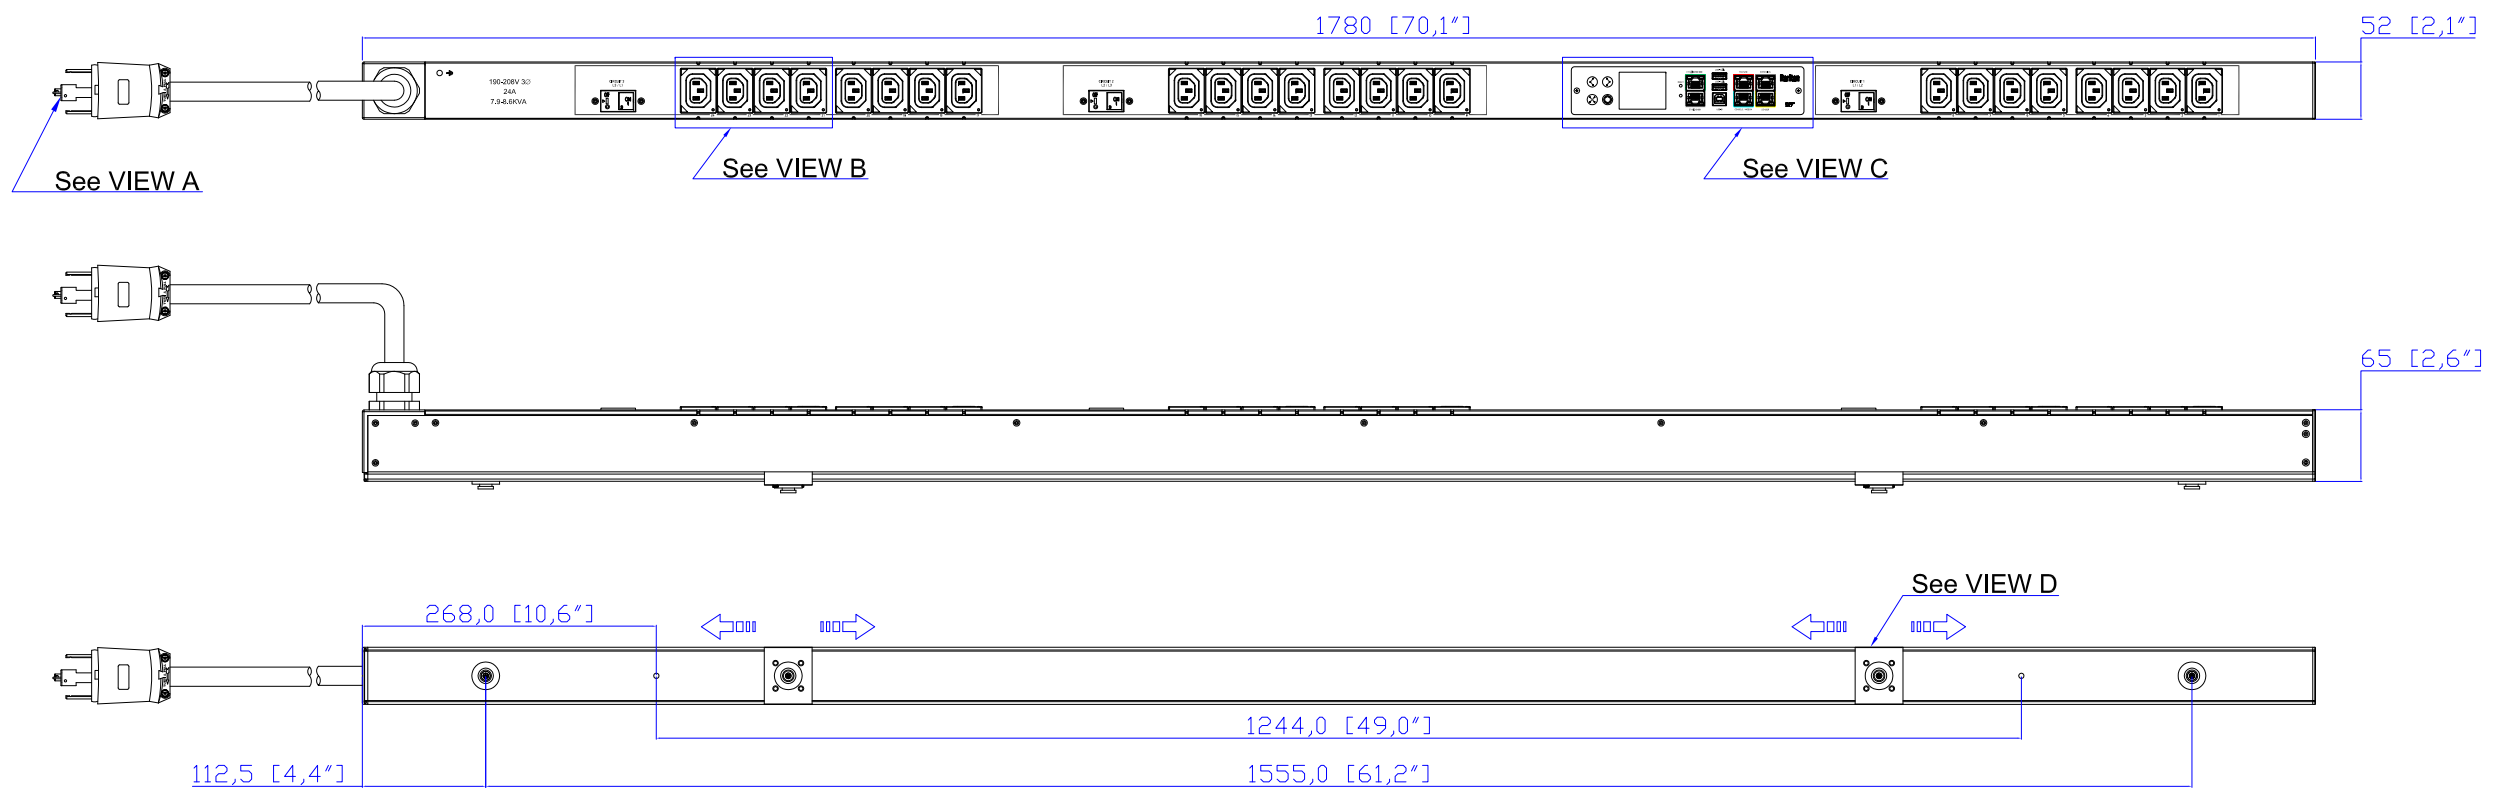 1780 [70,1"]
52 [2,1"]
190-208V 3∅
24A
7.9-8.6KVA
See VIEW A
See VIEW B
See VIEW C
65 [2,6"]
See VIEW D
268,0 [10,6"]
1244,0 [49,0"]
112,5 [4,4"]
1555,0 [61,2"]